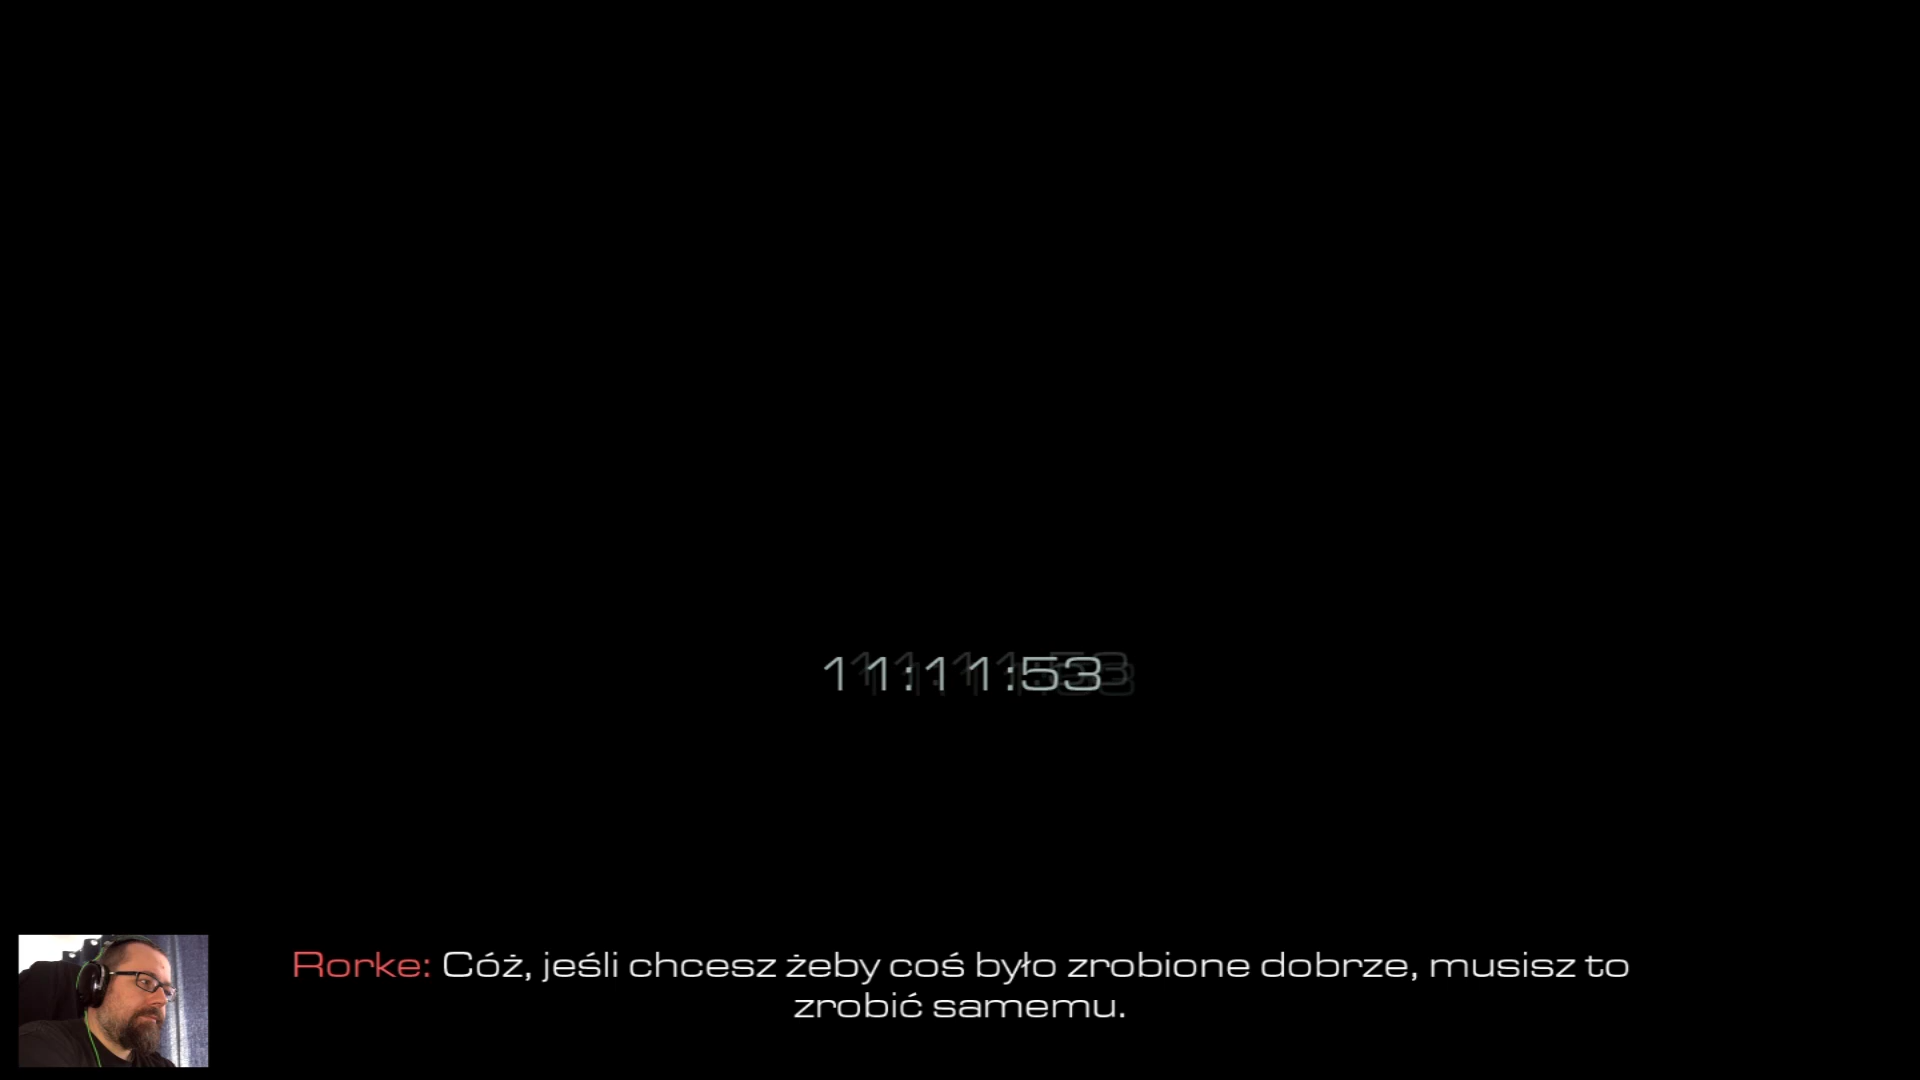 11:11:53
Rorke: Cóż, jeśli chcesz żeby coś było zrobione dobrze, musisz to
zrobić samemu.